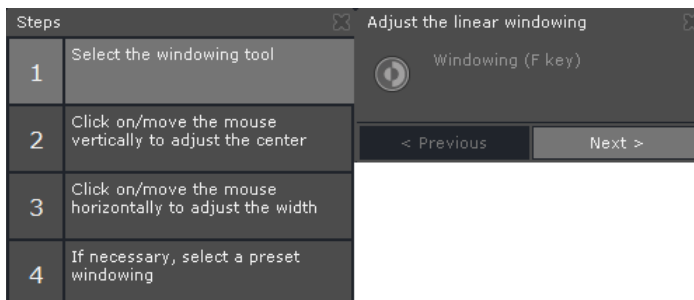 Steps
1
Select the windowing tool
2
Click on/move the mouse
vertically to adjust the center
3
Click on/move the mouse
horizontally to adjust the width
4
If necessary, select a preset
windowing
Adjust the linear windowing
Windowing (F key)
< Previous
Next >